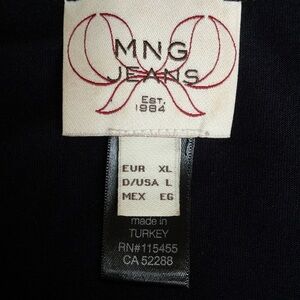 MNG
JEANS
EST.
1984
EUR XL
D/USA L
MEX EG
made in
TURKEY
RN#115455
CA 52288